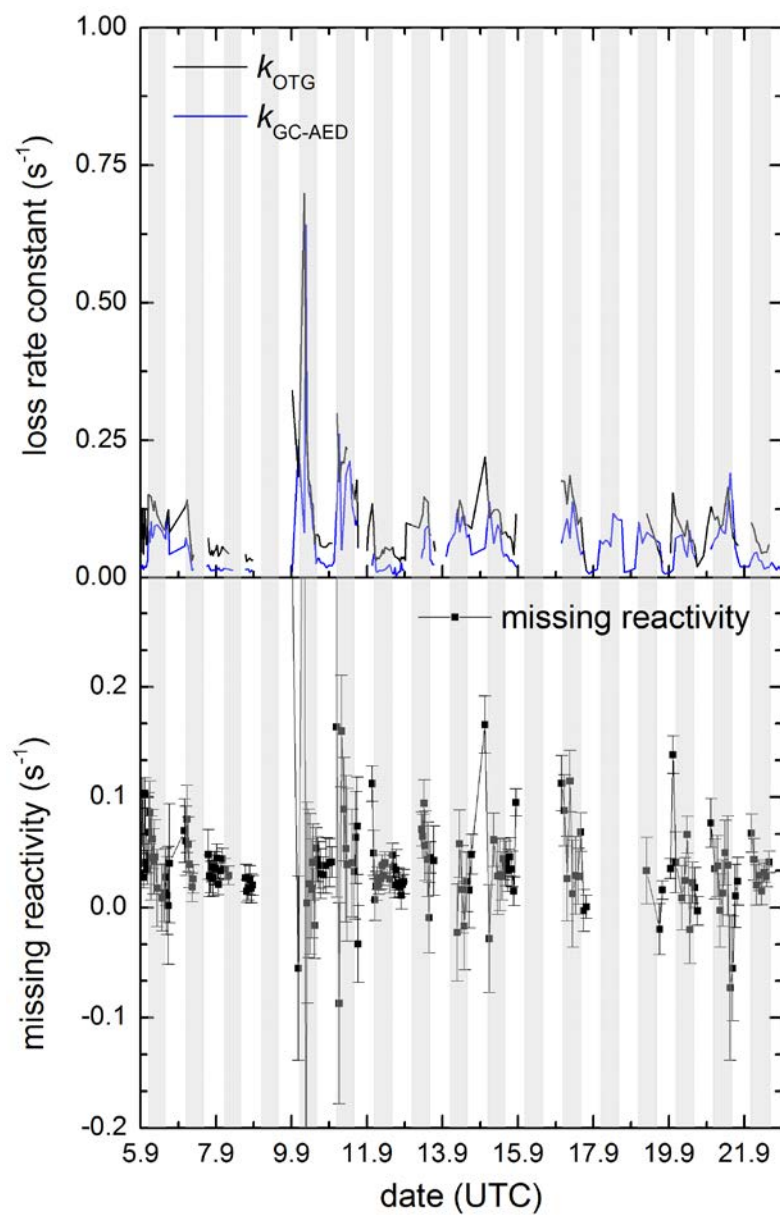 1.00
k_OTG
k_GC-AED
0.75
loss rate constant (s⁻¹)
0.50
0.25
0.00
missing reactivity
0.2
missing reactivity (s⁻¹)
0.1
0.0
-0.1
-0.2
5.9 7.9 9.9 11.9 13.9 15.9 17.9 19.9 21.9
date (UTC)